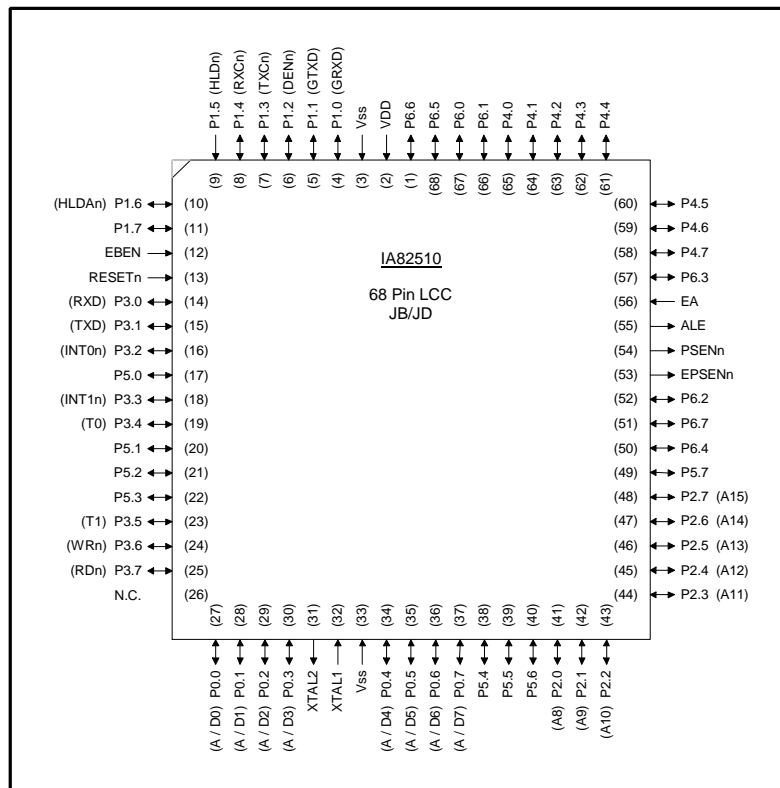 P1.5 (HLDn)
P1.4 (RXCn)
P1.3 (TXCn)
P1.2 (DENn)
P1.1 (GTXD)
P1.0 (GRXD)
Vss
VDD
P6.6
P6.5
P6.0
P6.1
P4.0
P4.1
P4.2
P4.3
P4.4
(9)
(8)
(7)
(6)
(5)
(4)
(3)
(2)
(1)
(68)
(67)
(66)
(65)
(64)
(63)
(62)
(61)
(HLDAn) P1.6 (10)
P1.7 (11)
EBEN (12)
RESETn (13)
(RXD) P3.0 (14)
(TXD) P3.1 (15)
(INT0n) P3.2 (16)
P5.0 (17)
(INT1n) P3.3 (18)
(T0) P3.4 (19)
P5.1 (20)
P5.2 (21)
P5.3 (22)
(T1) P3.5 (23)
(WRn) P3.6 (24)
(RDn) P3.7 (25)
N.C. (26)
IA82510
68 Pin LCC
JB/JD
(60) P4.5
(59) P4.6
(58) P4.7
(57) P6.3
(56) EA
(55) ALE
(54) PSENn
(53) EPSENn
(52) P6.2
(51) P6.7
(50) P6.4
(49) P5.7
(48) P2.7 (A15)
(47) P2.6 (A14)
(46) P2.5 (A13)
(45) P2.4 (A12)
(44) P2.3 (A11)
(27)
(28)
(29)
(30)
(31)
(32)
(33)
(34)
(35)
(36)
(37)
(38)
(39)
(40)
(41)
(42)
(43)
(A / D0) P0.0
(A / D1) P0.1
(A / D2) P0.2
(A / D3) P0.3
XTAL2
XTAL1
Vss
(A / D4) P0.4
(A / D5) P0.5
(A / D6) P0.6
(A / D7) P0.7
P5.4
P5.5
P5.6
(A8) P2.0
(A9) P2.1
(A10) P2.2